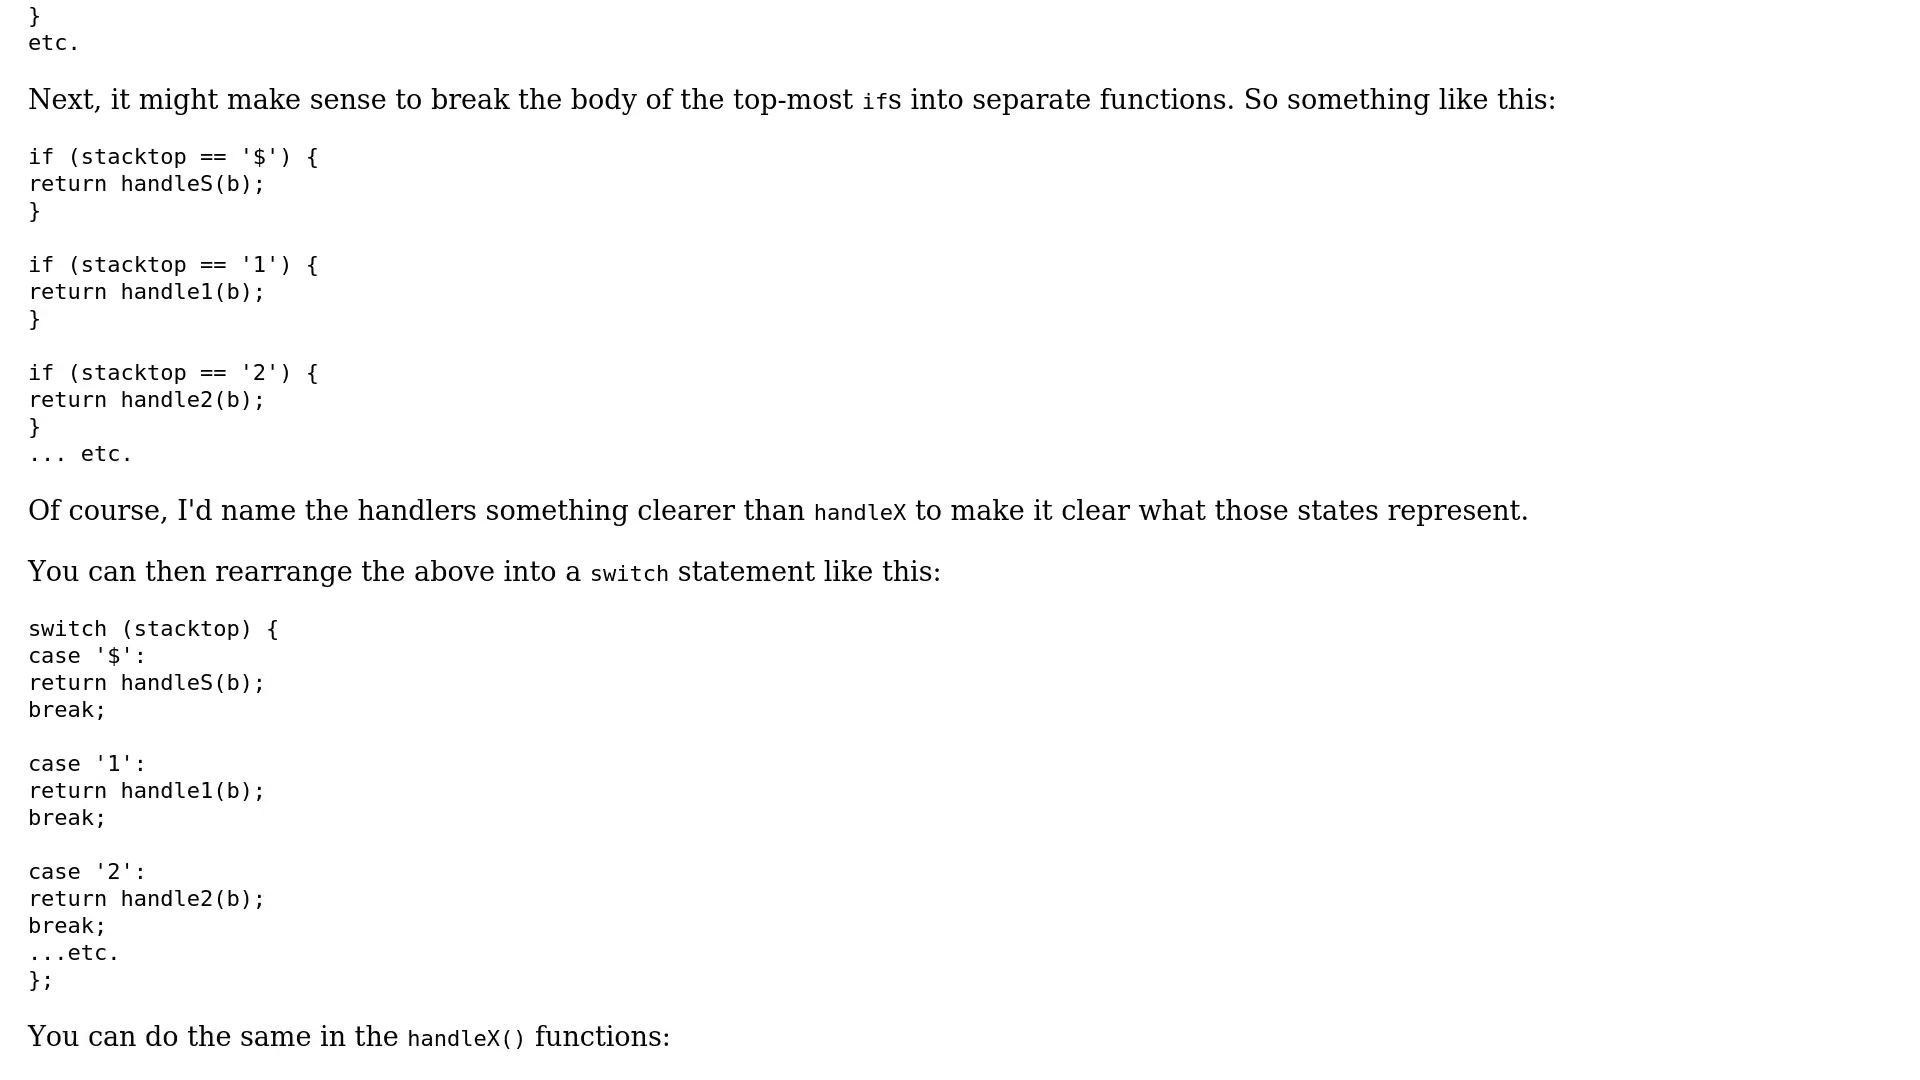 }
etc.
Next, it might make sense to break the body of the top-most ifs into separate functions. So something like this:
if (stacktop == '$') {
return handleS(b);
}
if (stacktop == '1') {
return handle1(b);
}
if (stacktop == '2') {
return handle2(b);
}
... etc.
Of course, I'd name the handlers something clearer than handleX to make it clear what those states represent.
You can then rearrange the above into a switch statement like this:
switch (stacktop) {
case '$':
return handleS(b);
break;
case '1':
return handle1(b);
break;
case '2':
return handle2(b);
break;
...etc.
};
You can do the same in the handleX() functions: